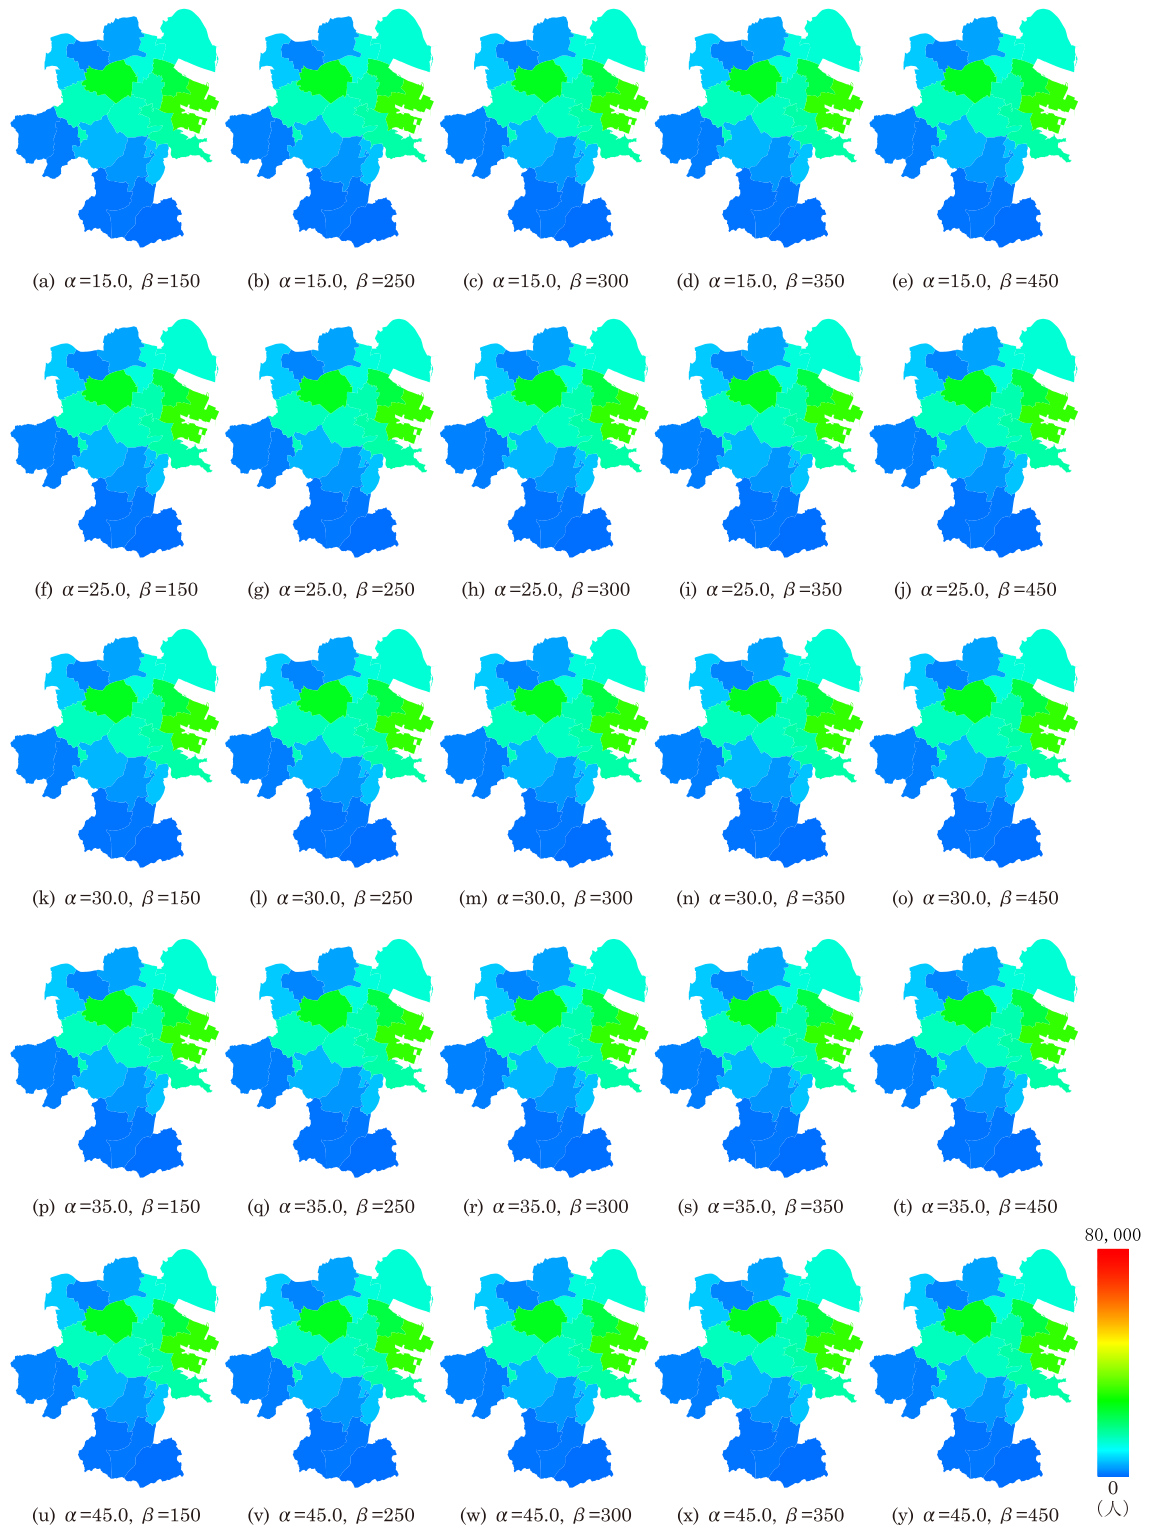 (a) α=15.0, β=150
(b) α=15.0, β=250
(c) α=15.0, β=300
(d) α=15.0, β=350
(e) α=15.0, β=450
(f) α=25.0, β=150
(g) α=25.0, β=250
(h) α=25.0, β=300
(i) α=25.0, β=350
(j) α=25.0, β=450
(k) α=30.0, β=150
(l) α=30.0, β=250
(m) α=30.0, β=300
(n) α=30.0, β=350
(o) α=30.0, β=450
(p) α=35.0, β=150
(q) α=35.0, β=250
(r) α=35.0, β=300
(s) α=35.0, β=350
(t) α=35.0, β=450
80,000
0
(人)
(u) α=45.0, β=150
(v) α=45.0, β=250
(w) α=45.0, β=300
(x) α=45.0, β=350
(y) α=45.0, β=450